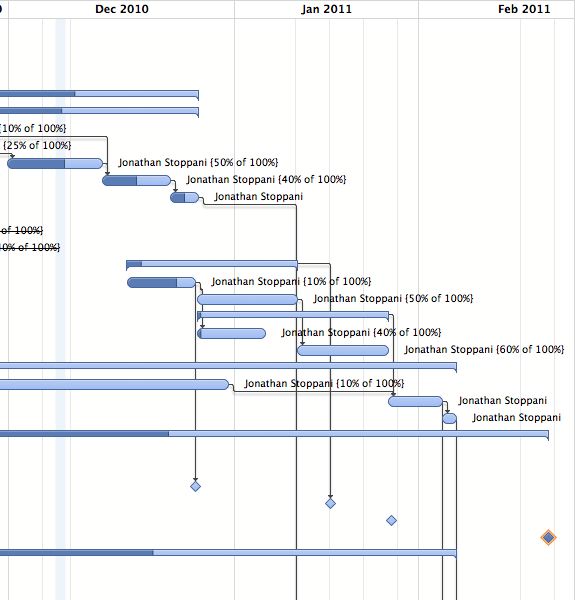 0 Dec 2010 Jan 2011 Feb 2011
{10% of 100%}
{25% of 100%}
Jonathan Stoppani {50% of 100%}
Jonathan Stoppani {40% of 100%}
Jonathan Stoppani
of 100%}
0% of 100%}
Jonathan Stoppani {10% of 100%}
Jonathan Stoppani {50% of 100%}
Jonathan Stoppani {40% of 100%}
Jonathan Stoppani {60% of 100%}
Jonathan Stoppani {10% of 100%}
Jonathan Stoppani
Jonathan Stoppani